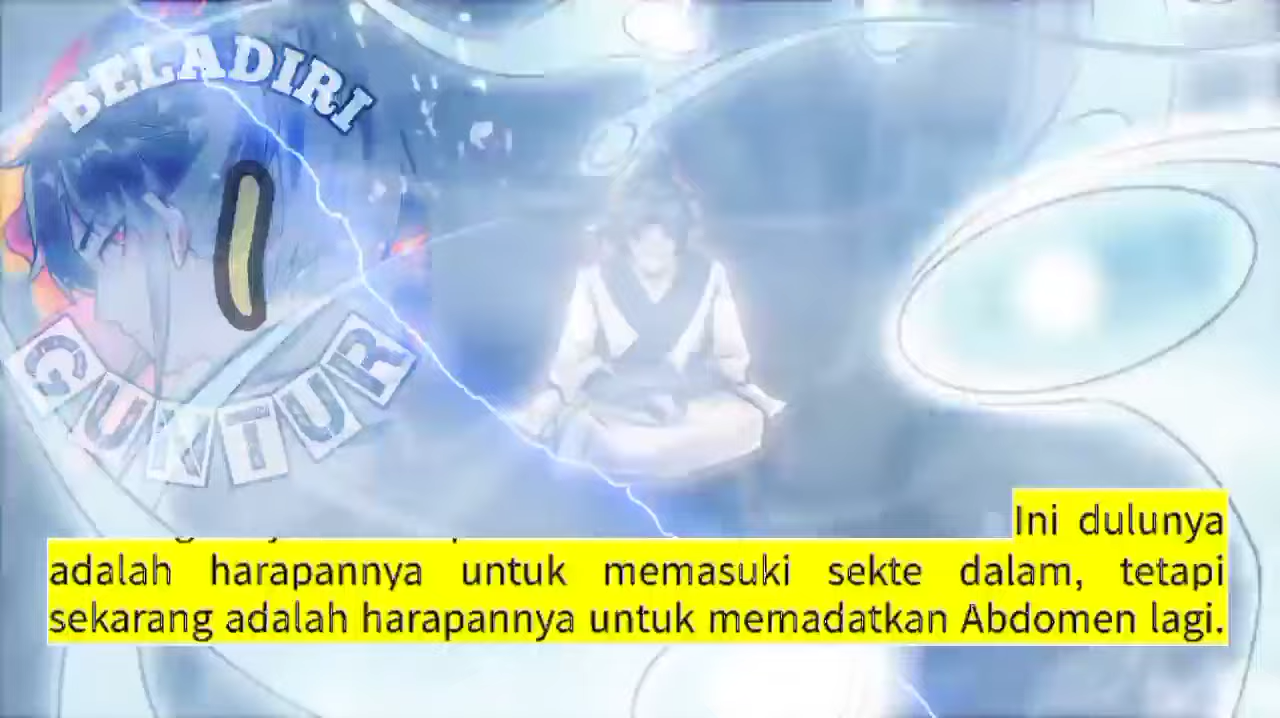 BELADIRI
GUNTUR
Ini dulunya
adalah harapannya untuk memasuki sekte dalam, tetapi
sekarang adalah harapannya untuk memadatkan Abdomen lagi.